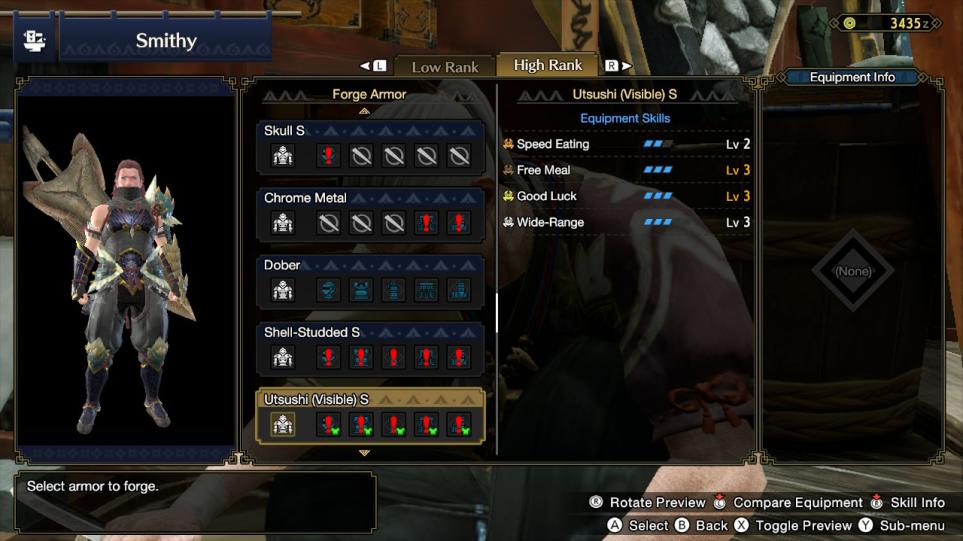 Smithy
3435z
L Low Rank High Rank R
Equipment Info
Forge Armor
Utsushi (Visible) S
Equipment Skills
Skull S
Speed Eating Lv 2
Free Meal Lv 3
Good Luck Lv 3
Wide-Range Lv 3
Chrome Metal
Dober
Shell-Studded S
Utsushi (Visible) S
(None)
Select armor to forge.
R Rotate Preview Compare Equipment Skill Info
A Select B Back X Toggle Preview Y Sub-menu